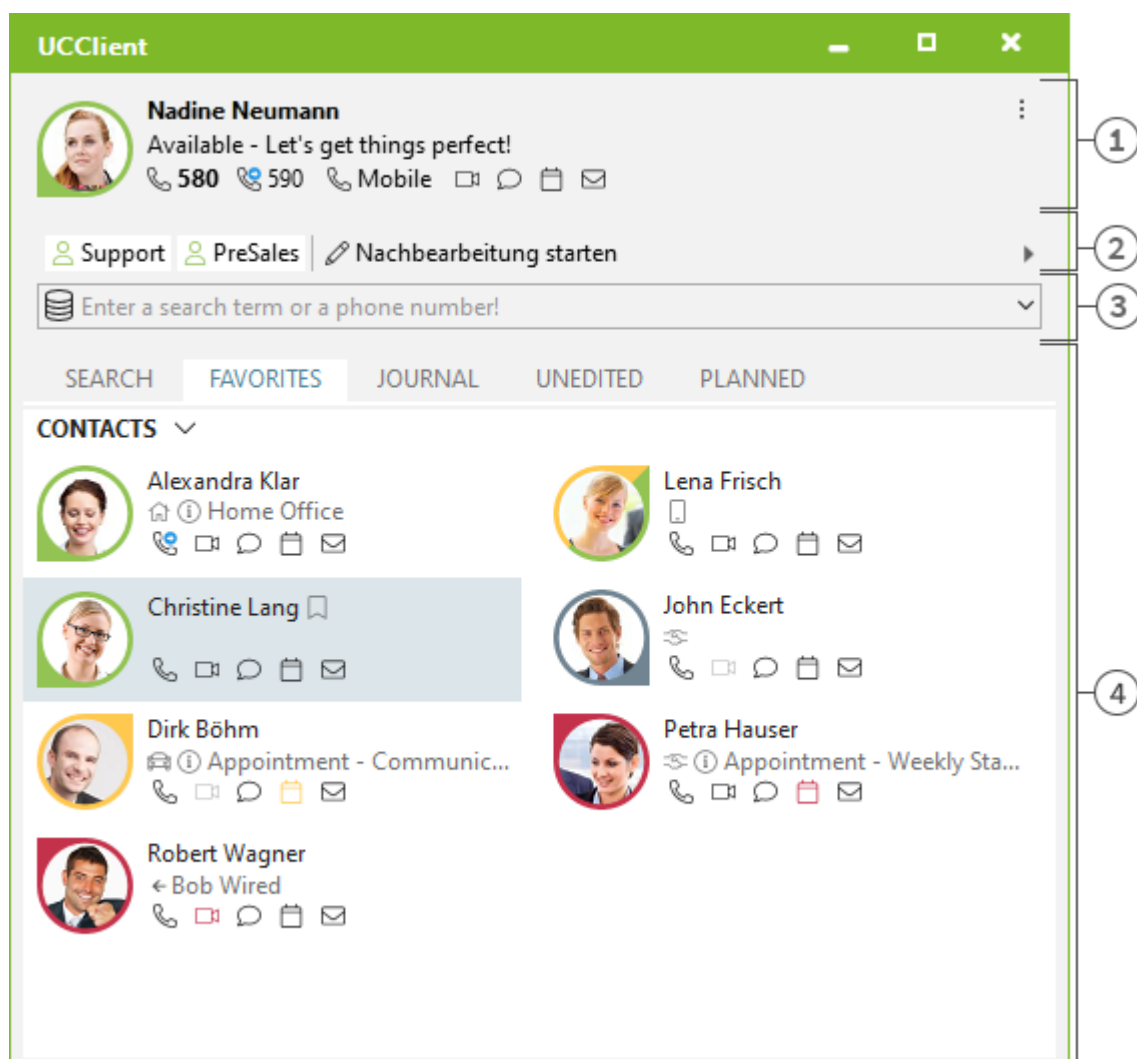 UCClient
Nadine Neumann
Available - Let's get things perfect!
580 590 Mobile
1
Support PreSales Nachbearbeitung starten
2
Enter a search term or a phone number!
3
SEARCH FAVORITES JOURNAL UNEDITED PLANNED
CONTACTS
Alexandra Klar
Home Office
Lena Frisch
Christine Lang
John Eckert
4
Dirk Böhm
Appointment - Communic...
Petra Hauser
Appointment - Weekly Sta...
Robert Wagner
Bob Wired